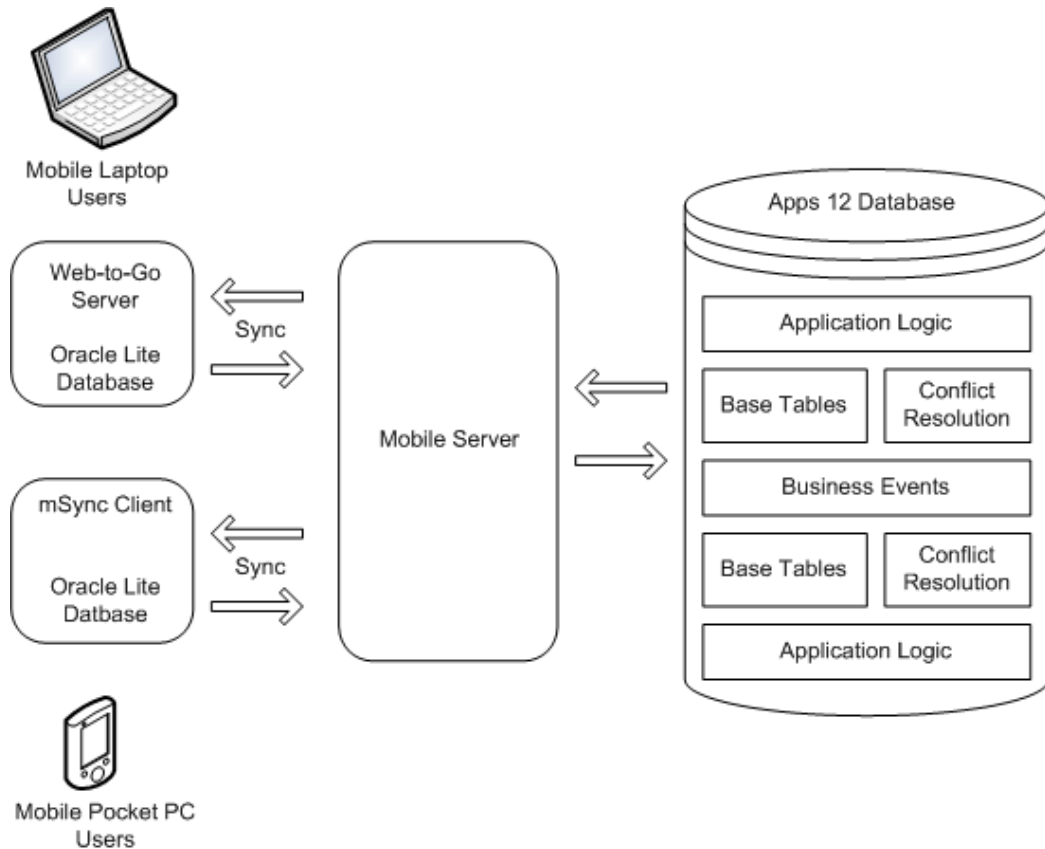 Mobile Laptop
Users
Web-to-Go
Server
Oracle Lite
Database
Sync
mSync Client
Oracle Lite
Datbase
Sync
Mobile Pocket PC
Users
Mobile Server
Apps 12 Database
Application Logic
Base Tables
Conflict
Resolution
Business Events
Base Tables
Conflict
Resolution
Application Logic